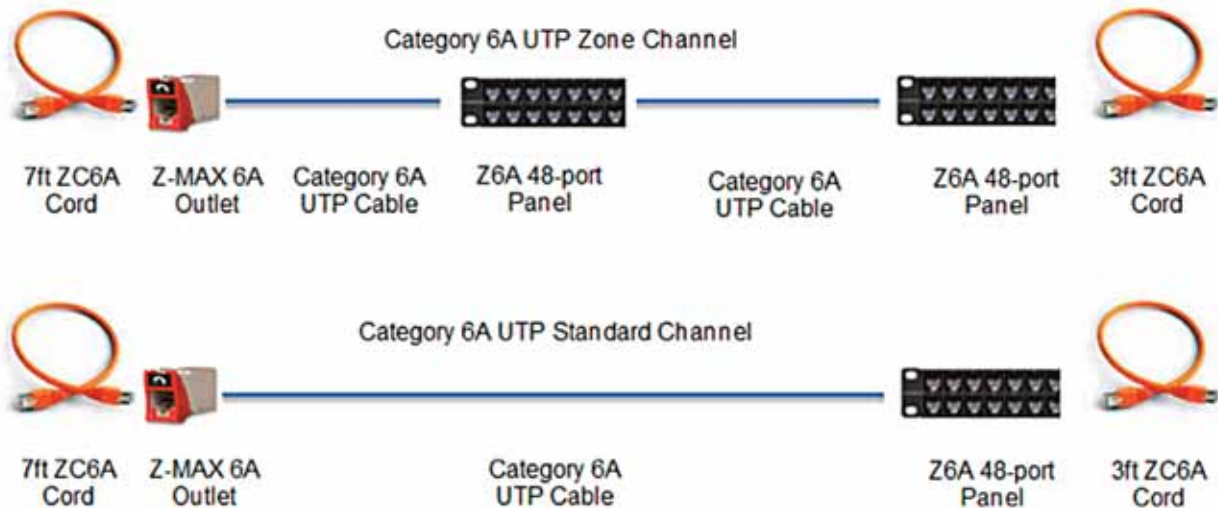 Category 6A UTP Zone Channel
7ft ZC6A
Cord
Z-MAX 6A
Outlet
Category 6A
UTP Cable
Z6A 48-port
Panel
Category 6A
UTP Cable
Z6A 48-port
Panel
3ft ZC6A
Cord
Category 6A UTP Standard Channel
7ft ZC6A
Cord
Z-MAX 6A
Outlet
Category 6A
UTP Cable
Z6A 48-port
Panel
3ft ZC6A
Cord